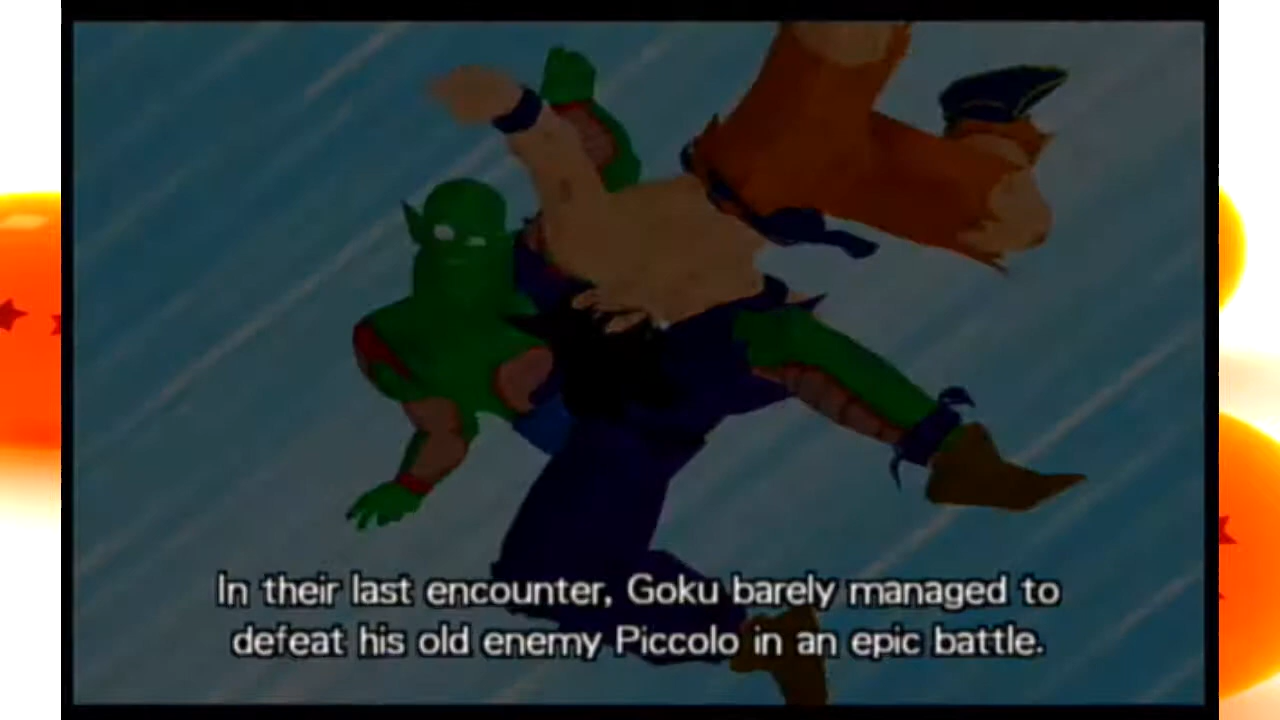 In their last encounter, Goku barely managed to
defeat his old enemy Piccolo in an epic battle.